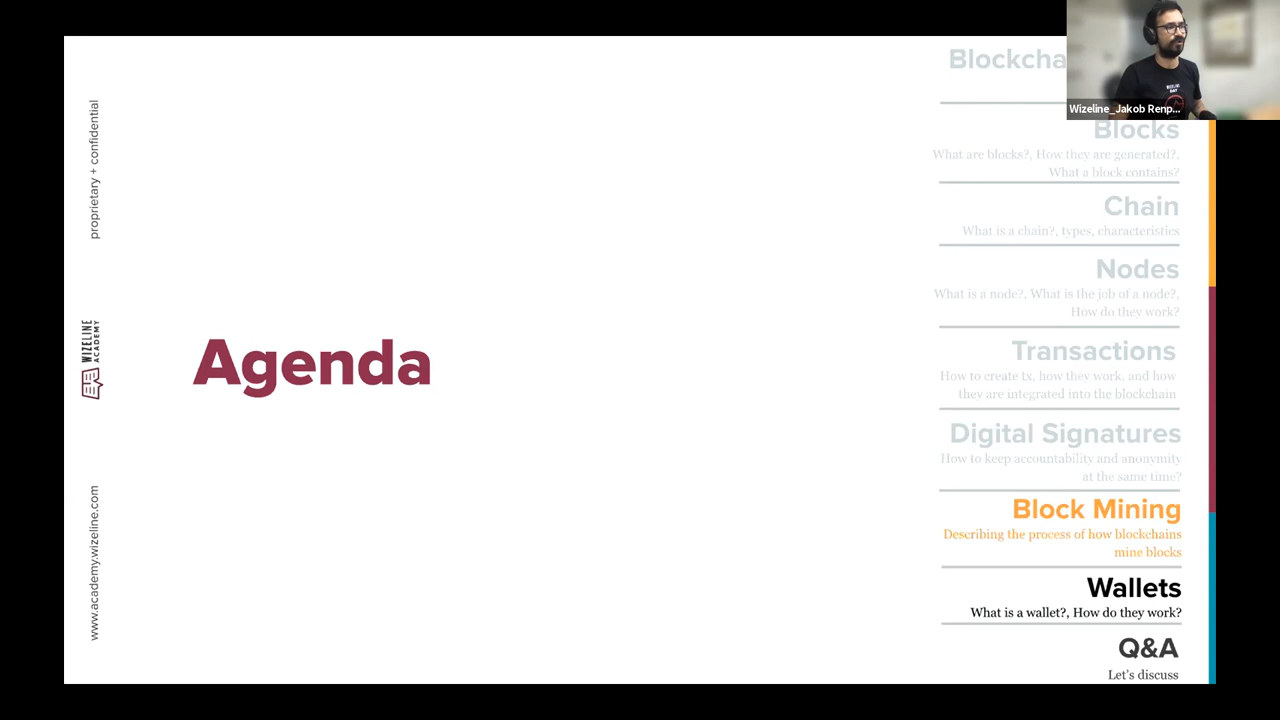 proprietary + confidential
WIZELINE
ACADEMY
www.academy.wizeline.com
Agenda
Blockcha
Blocks
What are blocks?, How they are generated?,
What a block contains?
Chain
What is a chain?, types, characteristics
Nodes
What is a node?, What is the job of a node?,
How do they work?
Transactions
How to create tx, how they work, and how
they are integrated into the blockchain
Digital Signatures
How to keep accountability and anonymity
at the same time?
Block Mining
Describing the process of how blockchains
mine blocks
Wallets
What is a wallet?, How do they work?
Q&A
Let's discuss
Wizeline_Jakob Renp...
WIZELINE
DAY